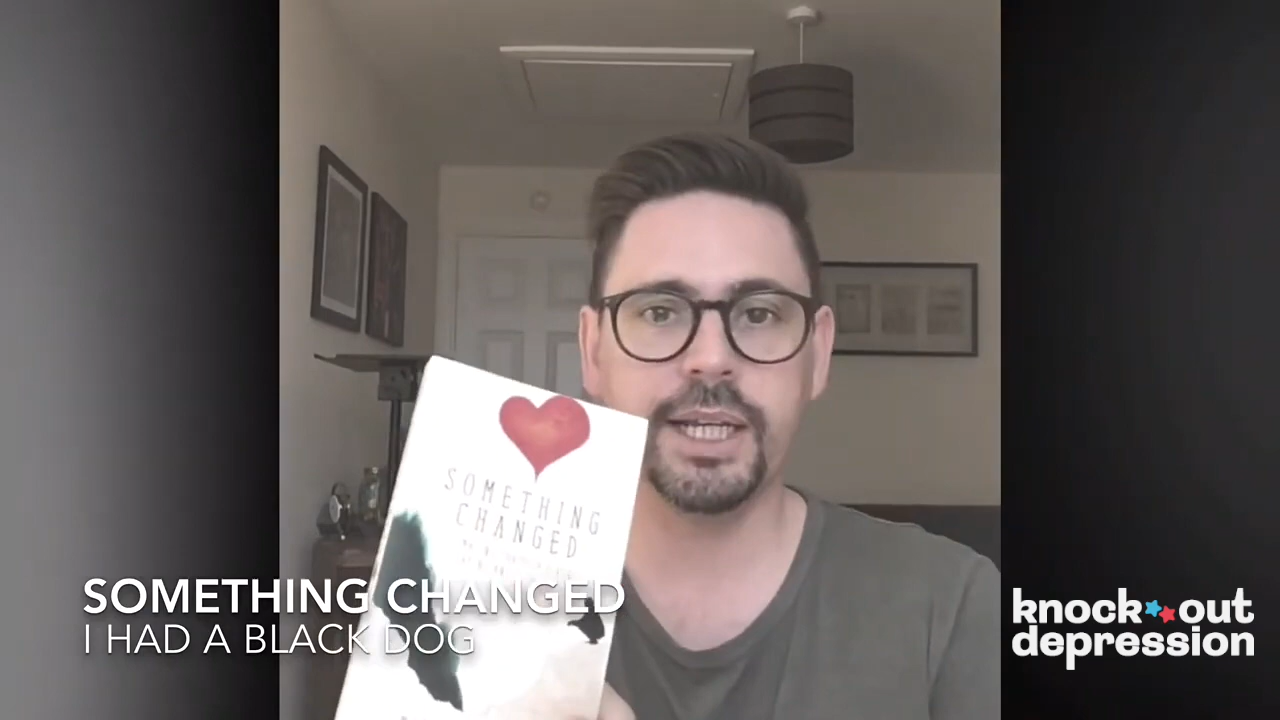 SOMETHING
CHANGED
SOMETHING CHANGED
I HAD A BLACK DOG
knock out
depression